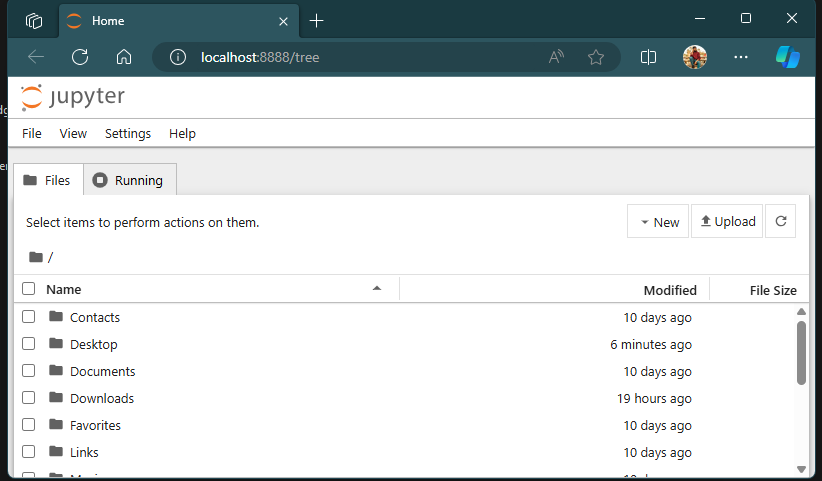 Home
localhost:8888/tree
jupyter
File View Settings Help
Files Running
Select items to perform actions on them.
New Upload
/
Name Modified File Size
Contacts 10 days ago
Desktop 6 minutes ago
Documents 10 days ago
Downloads 19 hours ago
Favorites 10 days ago
Links 10 days ago